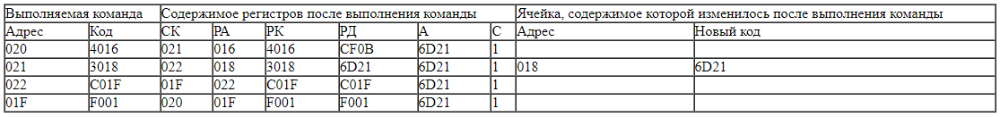 Выполняемая команда Содержимое регистров после выполнения команды Ячейка, содержимое которой изменилось после выполнения команды
Адрес Код СК РА РК РД А С Адрес Новый код
020 4016 021 016 4016 CF0B 6D21 1
021 3018 022 018 3018 6D21 6D21 1 018 6D21
022 C01F 01F 022 C01F C01F 6D21 1
01F F001 020 01F F001 F001 6D21 1